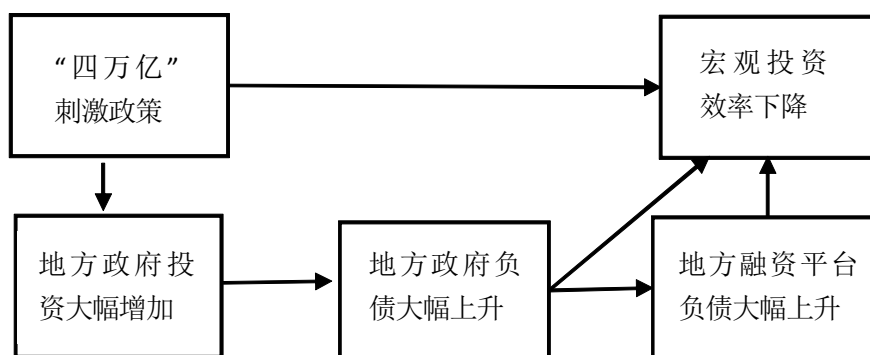 “四万亿”
刺激政策
宏观投资
效率下降
地方政府投
资大幅增加
地方政府负
债大幅上升
地方融资平台
负债大幅上升